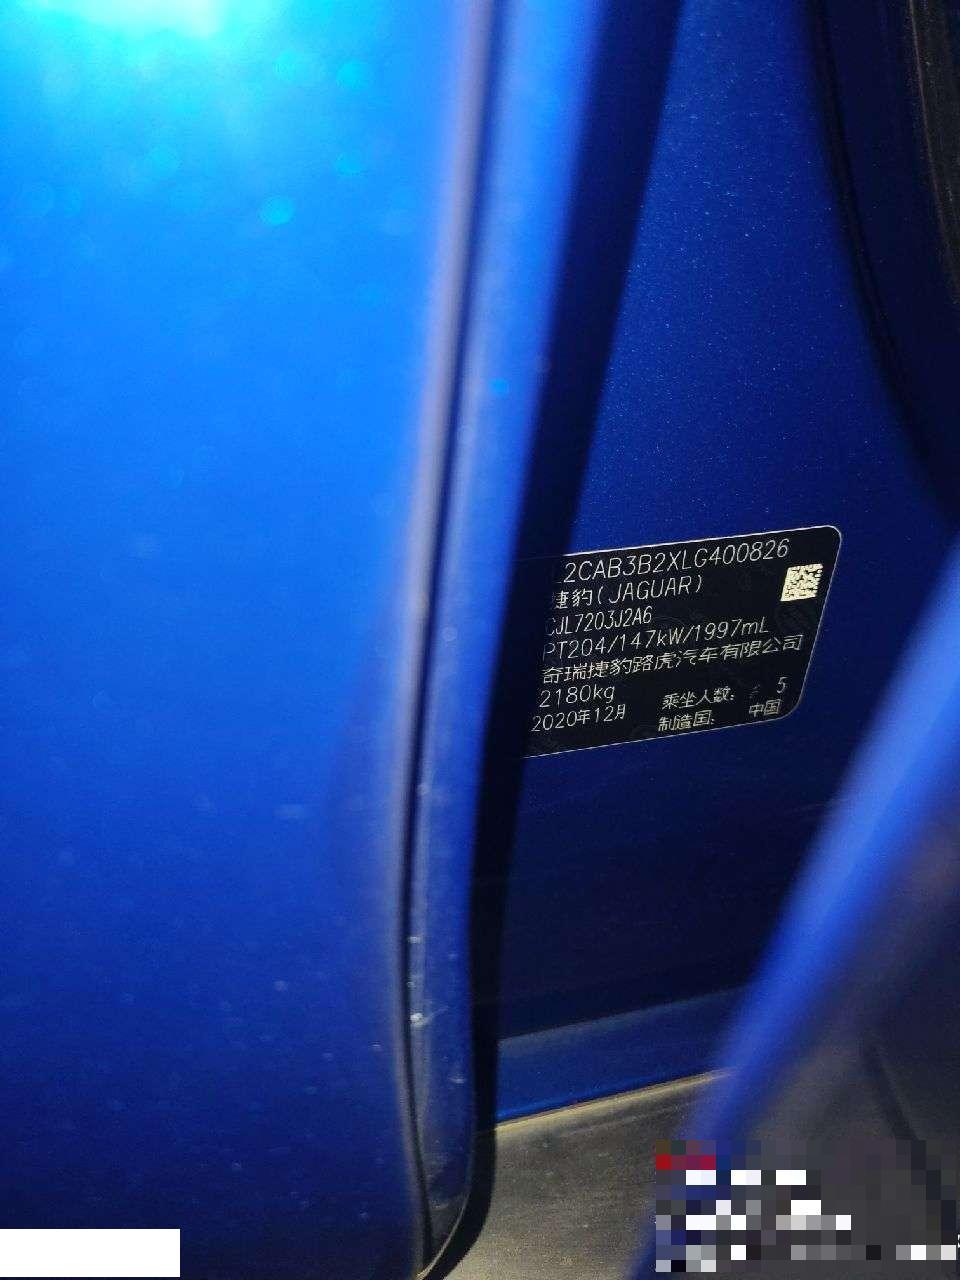 L2CAB3B2XLG400826
捷豹(JAGUAR)
CJL7203J2A6
PT204/147kW/1997mL
奇瑞捷豹路虎汽车有限公司
2180kg 乘坐人数: 5
2020年12月 制造国: 中国